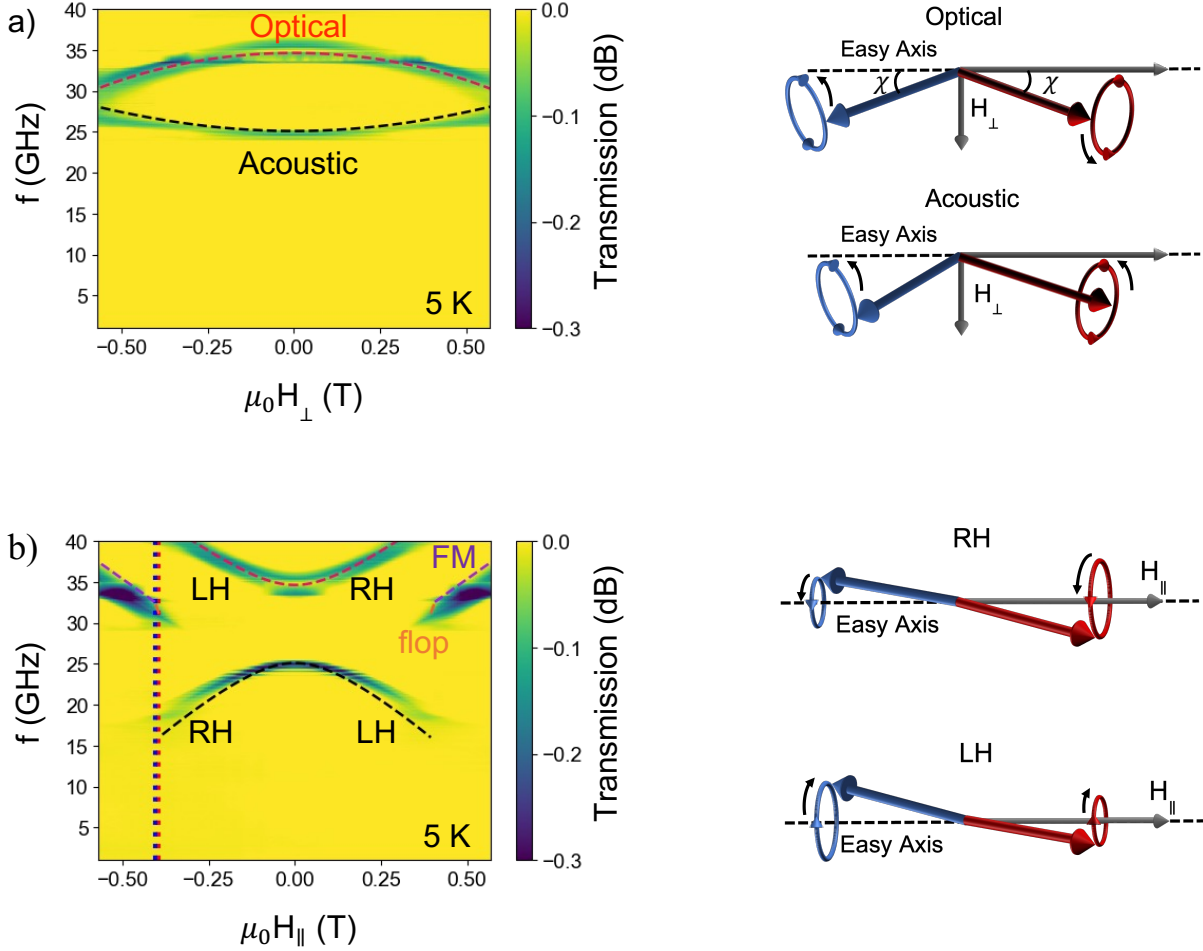 a)
40
35
30
25
20
15
10
5
f (GHz)
Optical
Acoustic
5 K
−0.50
−0.25
0.00
0.25
0.50
μ₀H⊥ (T)
0.0
−0.1
−0.2
−0.3
Transmission (dB)
Optical
Easy Axis
χ
χ
H⊥
Acoustic
Easy Axis
H⊥
b)
40
35
30
25
20
15
10
5
f (GHz)
FM
LH
RH
flop
RH
LH
5 K
−0.50
−0.25
0.00
0.25
0.50
μ₀H∥ (T)
0.0
−0.1
−0.2
−0.3
Transmission (dB)
RH
H∥
Easy Axis
LH
H∥
Easy Axis